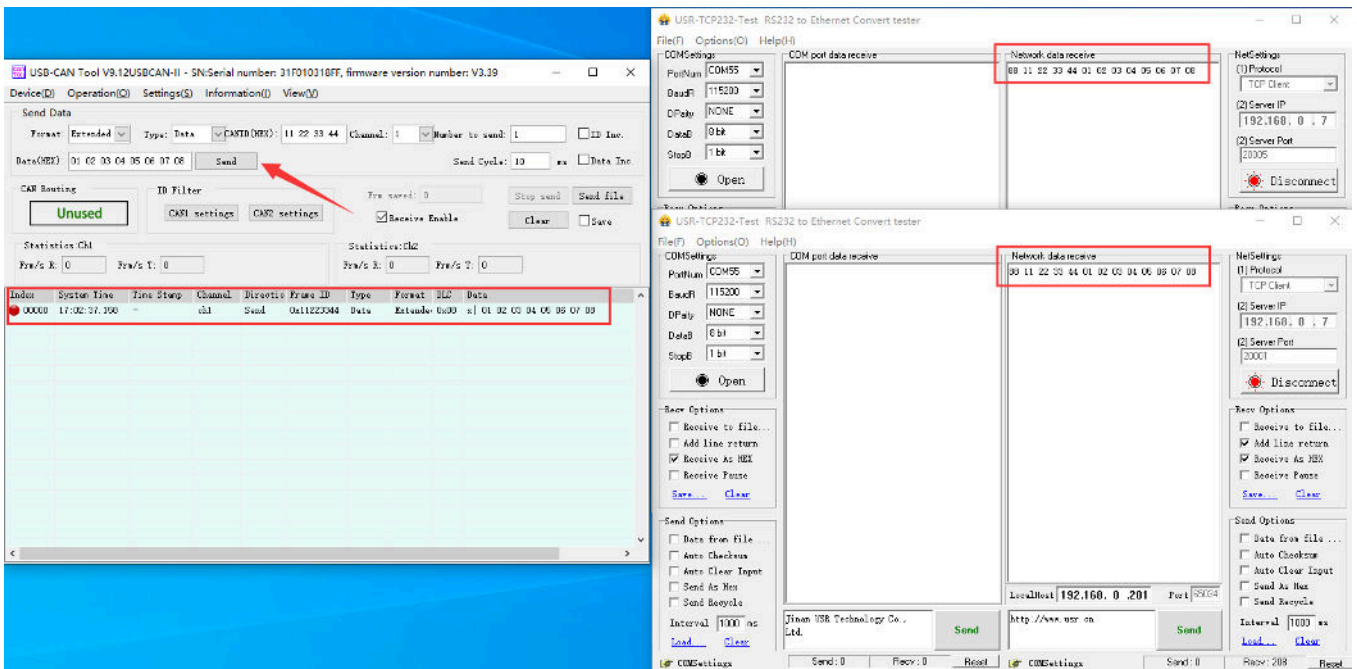 USB-CAN Tool V9.12USBCAN-II - SN:Serial number: 31F010318FF, firmware version number: V3.39
Device(D) Operation(O) Settings(S) Information(I) View(V)
Send Data
Format: Extended Type: Data CANID(HEX): 11 22 33 44 Channel: 1 Number to send: 1 ID Inc.
Data(HEX) 01 02 03 04 05 06 07 08 Send Send Cycle: 10 ms Data Inc
CAN Routing ID Filter
Frm saved: 0 Stop send Send file
Unused CAN1 settings CAN2 settings
Receive Enable Clear Save
Statistics:Ch1 Statistics:Ch2
Frm/s R: 0 Frm/s T: 0 Frm/s R: 0 Frm/s T: 0
Index System Time Time Stamp Channel Directio Frame ID Type Format DLC Data
00000 17:02:37.158 - ch1 Send 0x11223344 Data Extende 0x08 x| 01 02 03 04 05 06 07 08
USR-TCP232-Test RS232 to Ethernet Convert tester
File(F) Options(O) Help(H)
COMSettings
PortNum COM55
BaudR 115200
DPaity NONE
DataB 8 bit
StopB 1 bit
Open
COM port data receive
Network data receive
88 11 22 33 44 01 02 03 04 05 06 07 08
NetSettings
(1) Protocol
TCP Client
(2) Server IP
192.168. 0 . 7
(2) Server Port
20005
Disconnect
Recv Options
Recv Options
USR-TCP232-Test RS232 to Ethernet Convert tester
File(F) Options(O) Help(H)
COMSettings
PortNum COM55
BaudR 115200
DPaity NONE
DataB 8 bit
StopB 1 bit
Open
Recv Options
Receive to file...
Add line return
Receive As HEX
Receive Pause
Save... Clear
Send Options
Data from file ...
Auto Checksum
Auto Clear Input
Send As Hex
Send Recycle
Interval 1000 ms
Load... Clear
COM port data receive
Network data receive
88 11 22 33 44 01 02 03 04 05 06 07 08
LocalHost 192.168. 0 .201 Port
Jinan USR Technology Co., Ltd.
Send
http://www.usr.cn
Send
NetSettings
(1) Protocol
TCP Client
(2) Server IP
192.168. 0 . 7
(2) Server Port
20001
Disconnect
Recv Options
Receive to file...
Add line return
Receive As HEX
Receive Pause
Save... Clear
Send Options
Data from file ...
Auto Checksum
Auto Clear Input
Send As Hex
Send Recycle
Interval 1000 ms
Load... Clear
COMSettings Send : 0 Recv : 0 Reset COMSettings Send : 0 Recv : 208 Reset